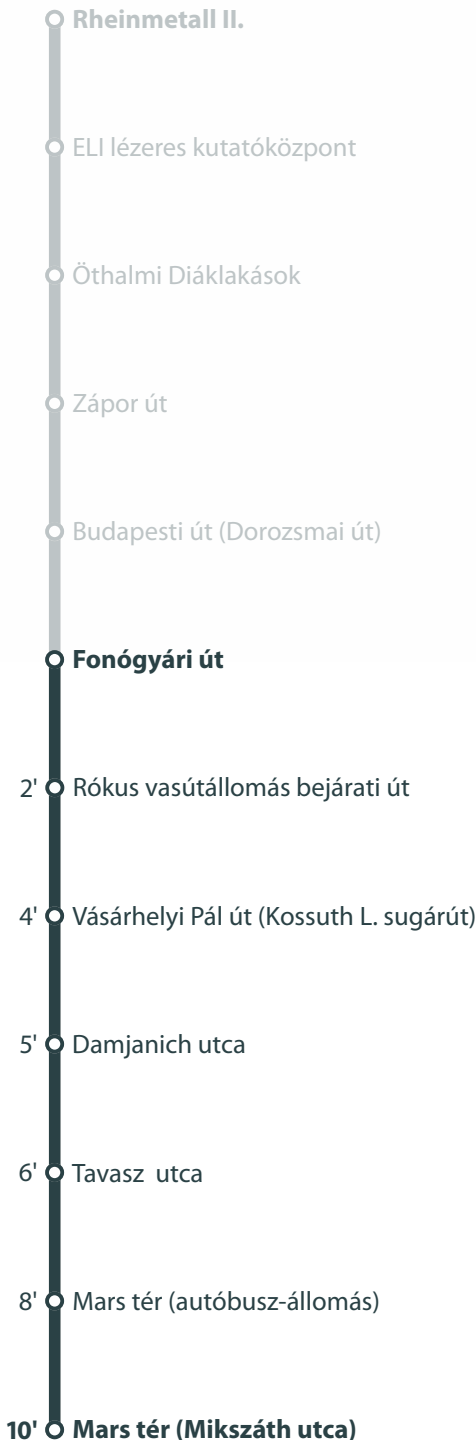 Rheinmetall II.
ELI lézeres kutatóközpont
Öthalmi Diáklakások
Zápor út
Budapesti út (Dorozsmai út)
Fonógyári út
2' Rókus vasútállomás bejárati út
4' Vásárhelyi Pál út (Kossuth L. sugárút)
5' Damjanich utca
6' Tavasz utca
8' Mars tér (autóbusz-állomás)
10' Mars tér (Mikszáth utca)